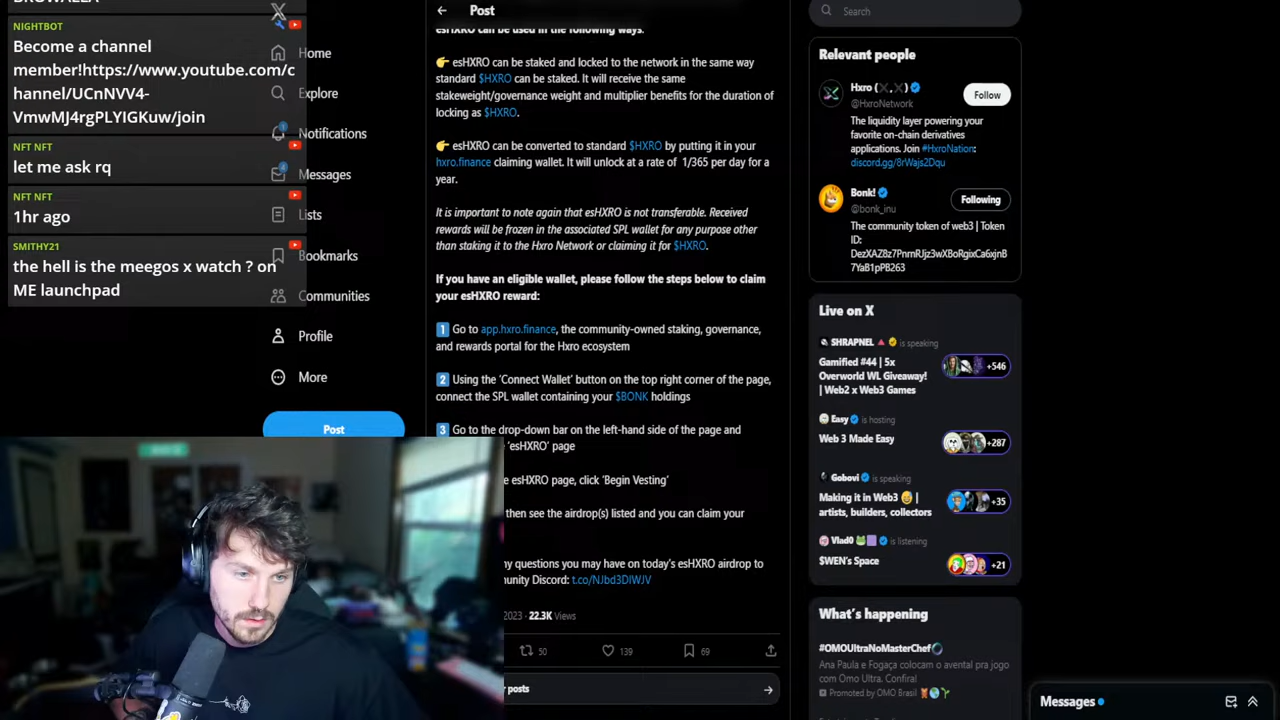 NIGHTBOT
Become a channel
member!https://www.youtube.com/c
hannel/UCnNVV4-
VmwMJ4rgPLYIGKuw/join
NFT NFT
let me ask rq
NFT NFT
1hr ago
SMITHY21
the hell is the meegos x watch ? on
ME launchpad
Home
Explore
Notifications
Messages
Lists
Bookmarks
Communities
Profile
More
Post
Post
esHXRO can be used in the following ways:
👉 esHXRO can be staked and locked to the network in the same way
standard $HXRO can be staked. It will receive the same
stakeweight/governance weight and multiplier benefits for the duration of
locking as $HXRO.
👉 esHXRO can be converted to standard $HXRO by putting it in your
hxro.finance claiming wallet. It will unlock at a rate of 1/365 per day for a
year.
It is important to note again that esHXRO is not transferable. Received
rewards will be frozen in the associated SPL wallet for any purpose other
than staking it to the Hxro Network or claiming it for $HXRO.
If you have an eligible wallet, please follow the steps below to claim
your esHXRO reward:
1 Go to app.hxro.finance, the community-owned staking, governance,
and rewards portal for the Hxro ecosystem
2 Using the 'Connect Wallet' button on the top right corner of the page,
connect the SPL wallet containing your $BONK holdings
3 Go to the drop-down bar on the left-hand side of the page and
'esHXRO' page
esHXRO page, click 'Begin Vesting'
then see the airdrop(s) listed and you can claim your
questions you may have on today's esHXRO airdrop to
Discord: t.co/NJbd3DIWJV
2023 · 22.3K Views
50
139
69
posts
Search
Relevant people
Hxro (✕,✕)
@HxroNetwork
Follow
The liquidity layer powering your
favorite on-chain derivatives
applications. Join #HxroNation:
discord.gg/8rWajs2Dqu
Bonk!
@bonk_inu
Following
The community token of web3 | Token
ID:
DezXAZ8z7PnrnRJjz3wXBoRgixCa6xjnB
7YaB1pPB263
Live on X
SHRAPNEL is speaking
Gamified #44 | 5x
Overworld WL Giveaway!
| Web2 x Web3 Games
+546
Easy is hosting
Web 3 Made Easy
+287
Gobovi is speaking
Making it in Web3 |
artists, builders, collectors
+35
Vlad0 is listening
$WEN's Space
+21
What's happening
#OMOUltraNoMasterChef
Ana Paula e Fogaça colocam o avental pra jogo
com Omo Ultra. Confira!
Promoted by OMO Brasil
Messages